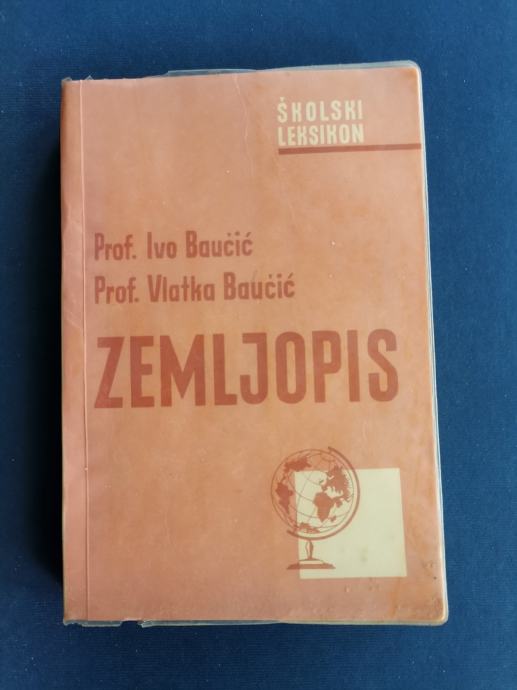 ŠKOLSKI
LEKSIKON
Prof. Ivo Baučić
Prof. Vlatka Baučić
ZEMLJOPIS